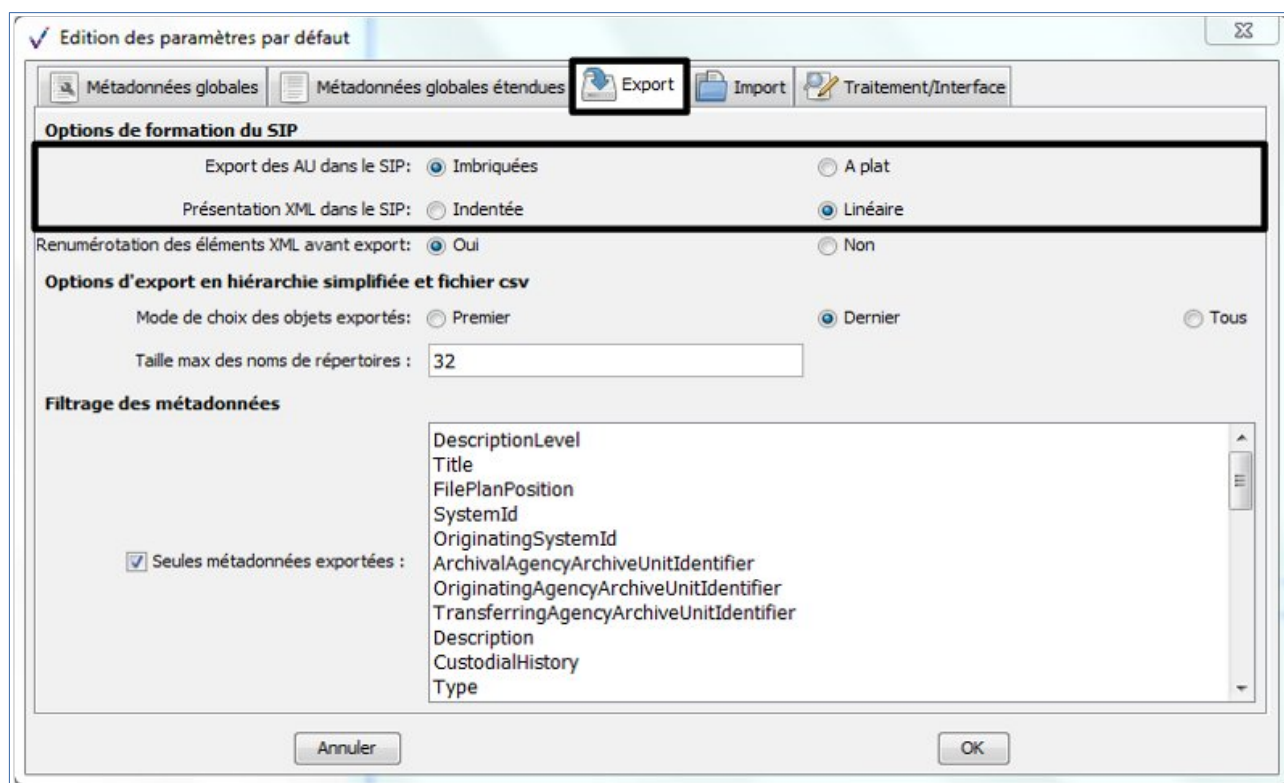 Edition des paramètres par défaut
Métadonnées globales Métadonnées globales étendues Export Import Traitement/Interface
Options de formation du SIP
Export des AU dans le SIP: Imbriquées A plat
Présentation XML dans le SIP: Indentée Linéaire
Renumérotation des éléments XML avant export: Oui Non
Options d'export en hiérarchie simplifiée et fichier csv
Mode de choix des objets exportés: Premier Dernier Tous
Taille max des noms de répertoires : 32
Filtrage des métadonnées
Seules métadonnées exportées :
DescriptionLevel
Title
FilePlanPosition
SystemId
OriginatingSystemId
ArchivalAgencyArchiveUnitIdentifier
OriginatingAgencyArchiveUnitIdentifier
TransferringAgencyArchiveUnitIdentifier
Description
CustodialHistory
Type
Annuler OK